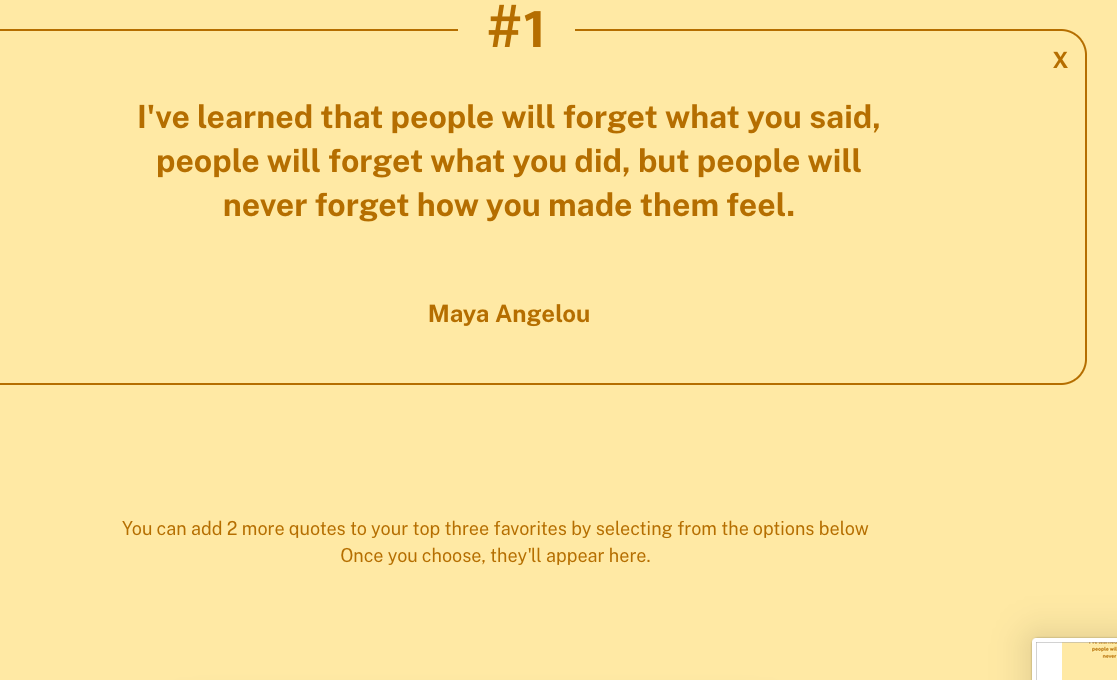 #1
X
I've learned that people will forget what you said,
people will forget what you did, but people will
never forget how you made them feel.
Maya Angelou
You can add 2 more quotes to your top three favorites by selecting from the options below
Once you choose, they'll appear here.
people wil
never